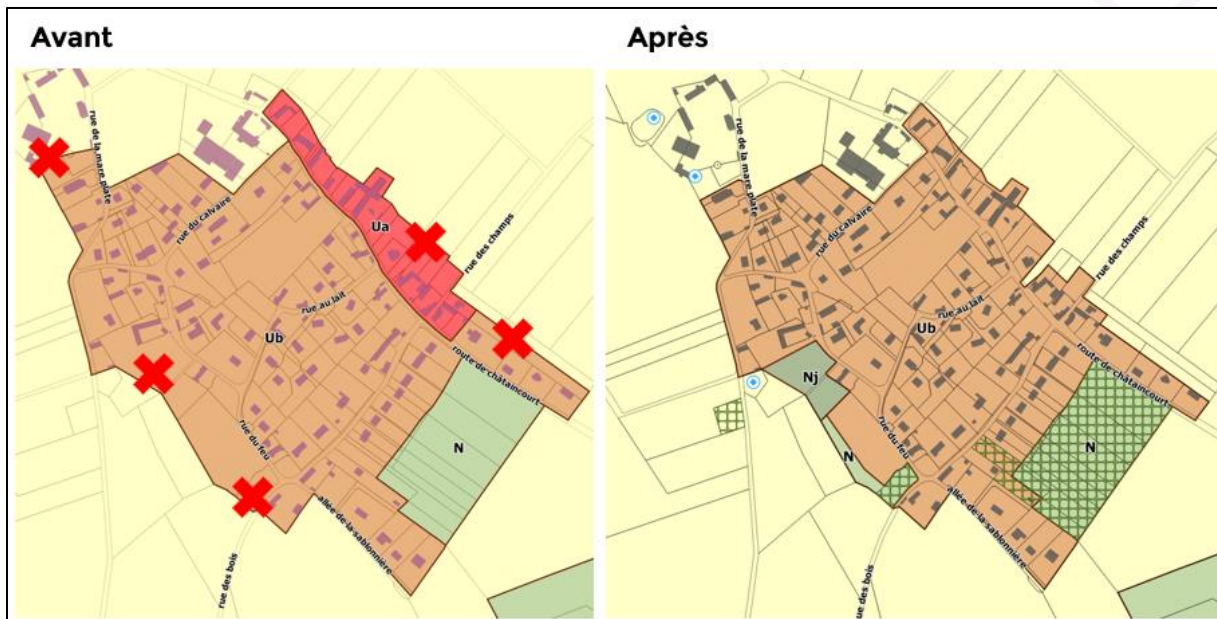 Avant
Après
rue de la mare plate
rue du calvaire
Ua
rue des champs
rue au lait
Ub
route de châtaincourt
rue du feu
N
allée de la sablonnière
rue des bois
rue de la mare plate
rue du calvaire
rue des champs
rue au lait
Ub
route de châtaincourt
Nj
rue du feu
N
N
allée de la sablonnière
rue des bois